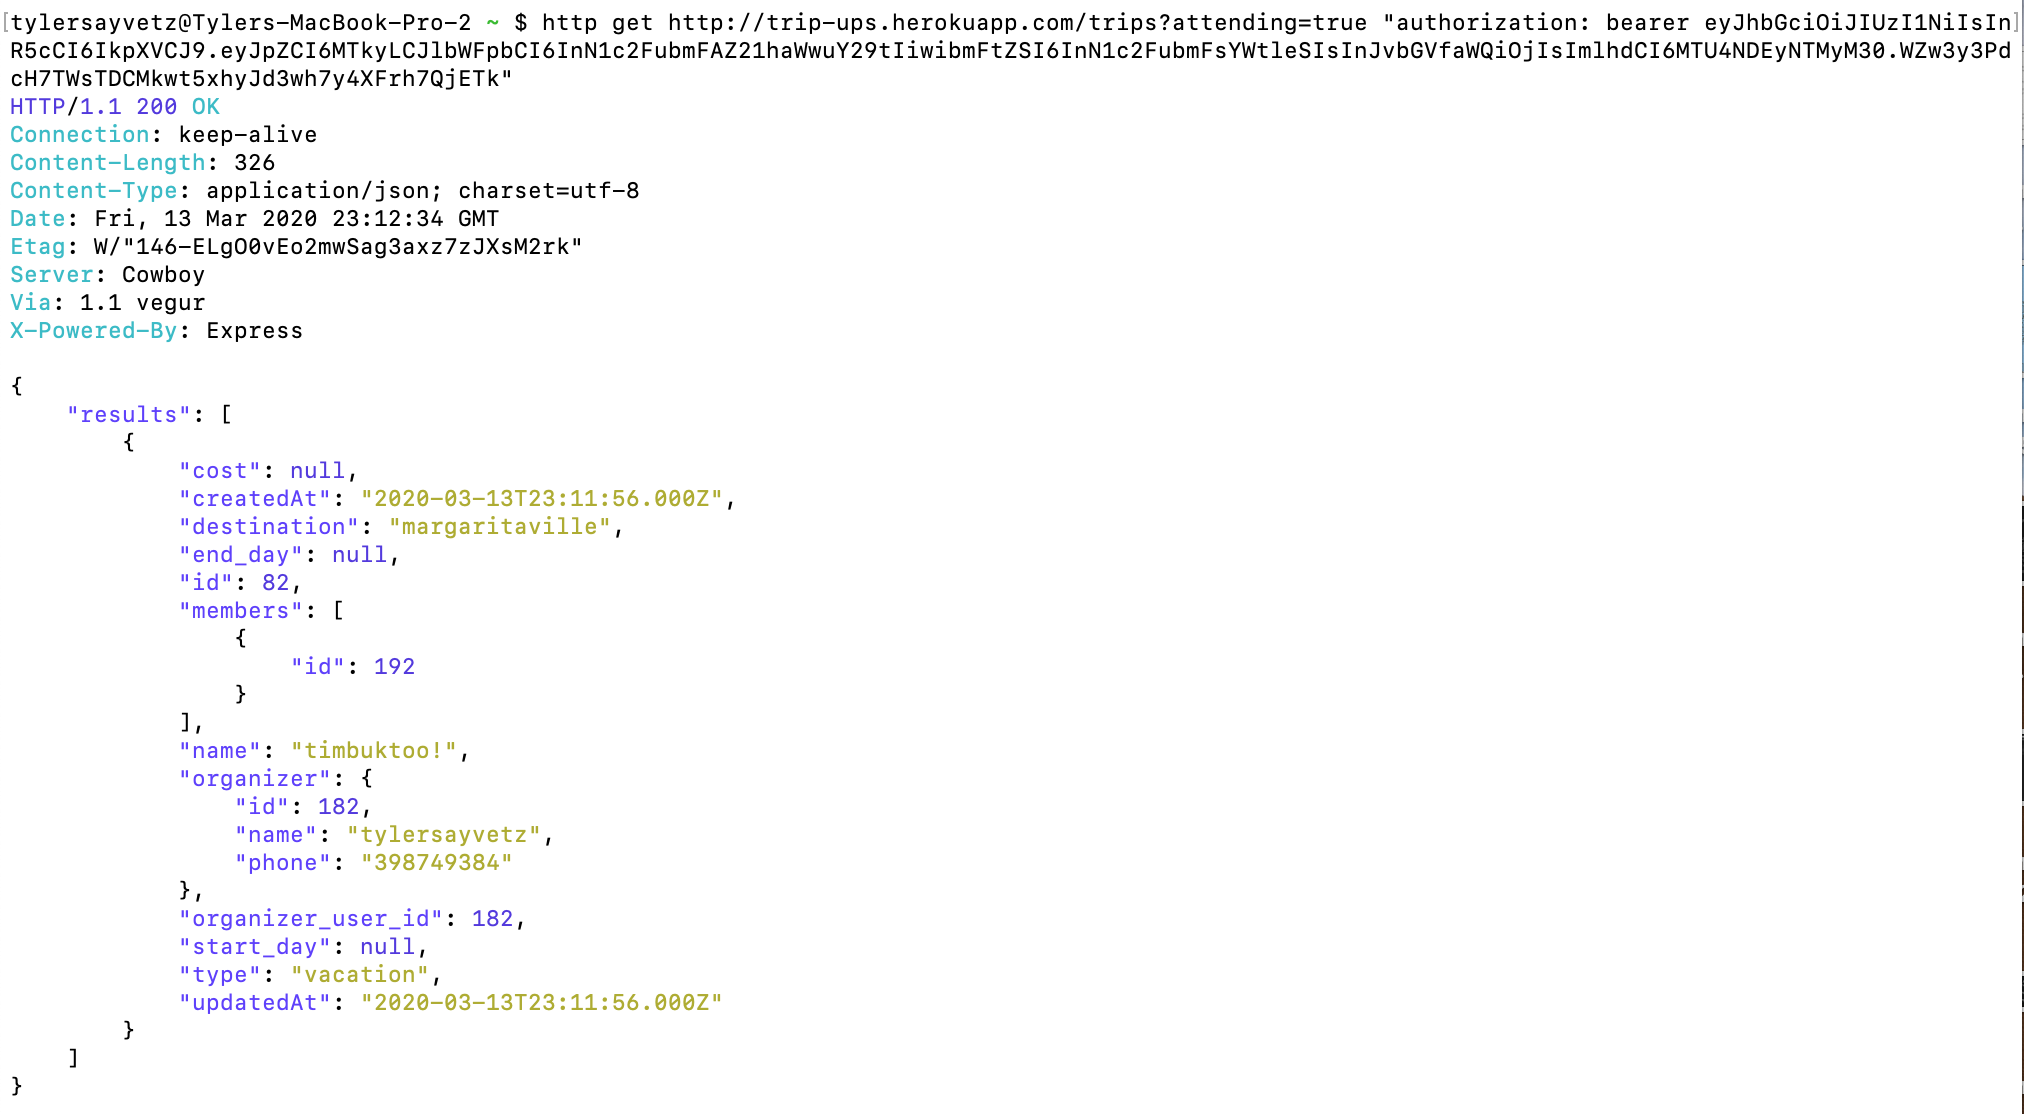 [tylersayvetz@Tylers-MacBook-Pro-2 ~ $ http get http://trip-ups.herokuapp.com/trips?attending=true "authorization: bearer eyJhbGciOiJIUzI1NiIsIn]
R5cCI6IkpXVCJ9.eyJpZCI6MTkyLCJlbWFpbCI6InN1c2FubmFAZ21haWwuY29tIiwibmFtZSI6InN1c2FubmFsYWtleSIsInJvbGVfaWQiOjIsImlhdCI6MTU4NDEyNTMyM30.WZw3y3Pd
cH7TWsTDCMkwt5xhyJd3wh7y4XFrh7QjETk"
HTTP/1.1 200 OK
Connection: keep-alive
Content-Length: 326
Content-Type: application/json; charset=utf-8
Date: Fri, 13 Mar 2020 23:12:34 GMT
Etag: W/"146-ELgO0vEo2mwSag3axz7zJXsM2rk"
Server: Cowboy
Via: 1.1 vegur
X-Powered-By: Express

{
    "results": [
        {
            "cost": null,
            "createdAt": "2020-03-13T23:11:56.000Z",
            "destination": "margaritaville",
            "end_day": null,
            "id": 82,
            "members": [
                {
                    "id": 192
                }
            ],
            "name": "timbuktoo!",
            "organizer": {
                "id": 182,
                "name": "tylersayvetz",
                "phone": "398749384"
            },
            "organizer_user_id": 182,
            "start_day": null,
            "type": "vacation",
            "updatedAt": "2020-03-13T23:11:56.000Z"
        }
    ]
}